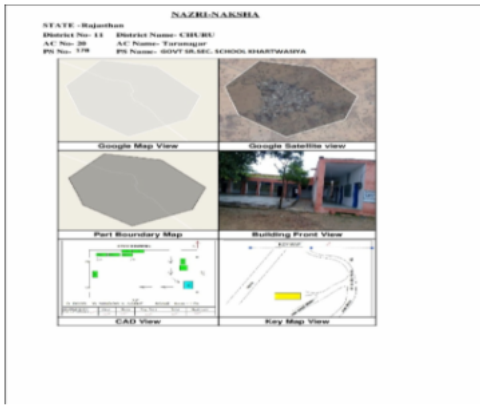 NAZRI-NAKSHA
STATE -Rajasthan
District No- 11 District Name- CHURU
AC No- 20 AC Name- Taranagar
PS No- 170 PS Name- GOVT SR.SEC. SCHOOL KHARTWASIYA
Google Map View Google Satellite view
Part Boundary Map Building Front View
CAD View Key Map View